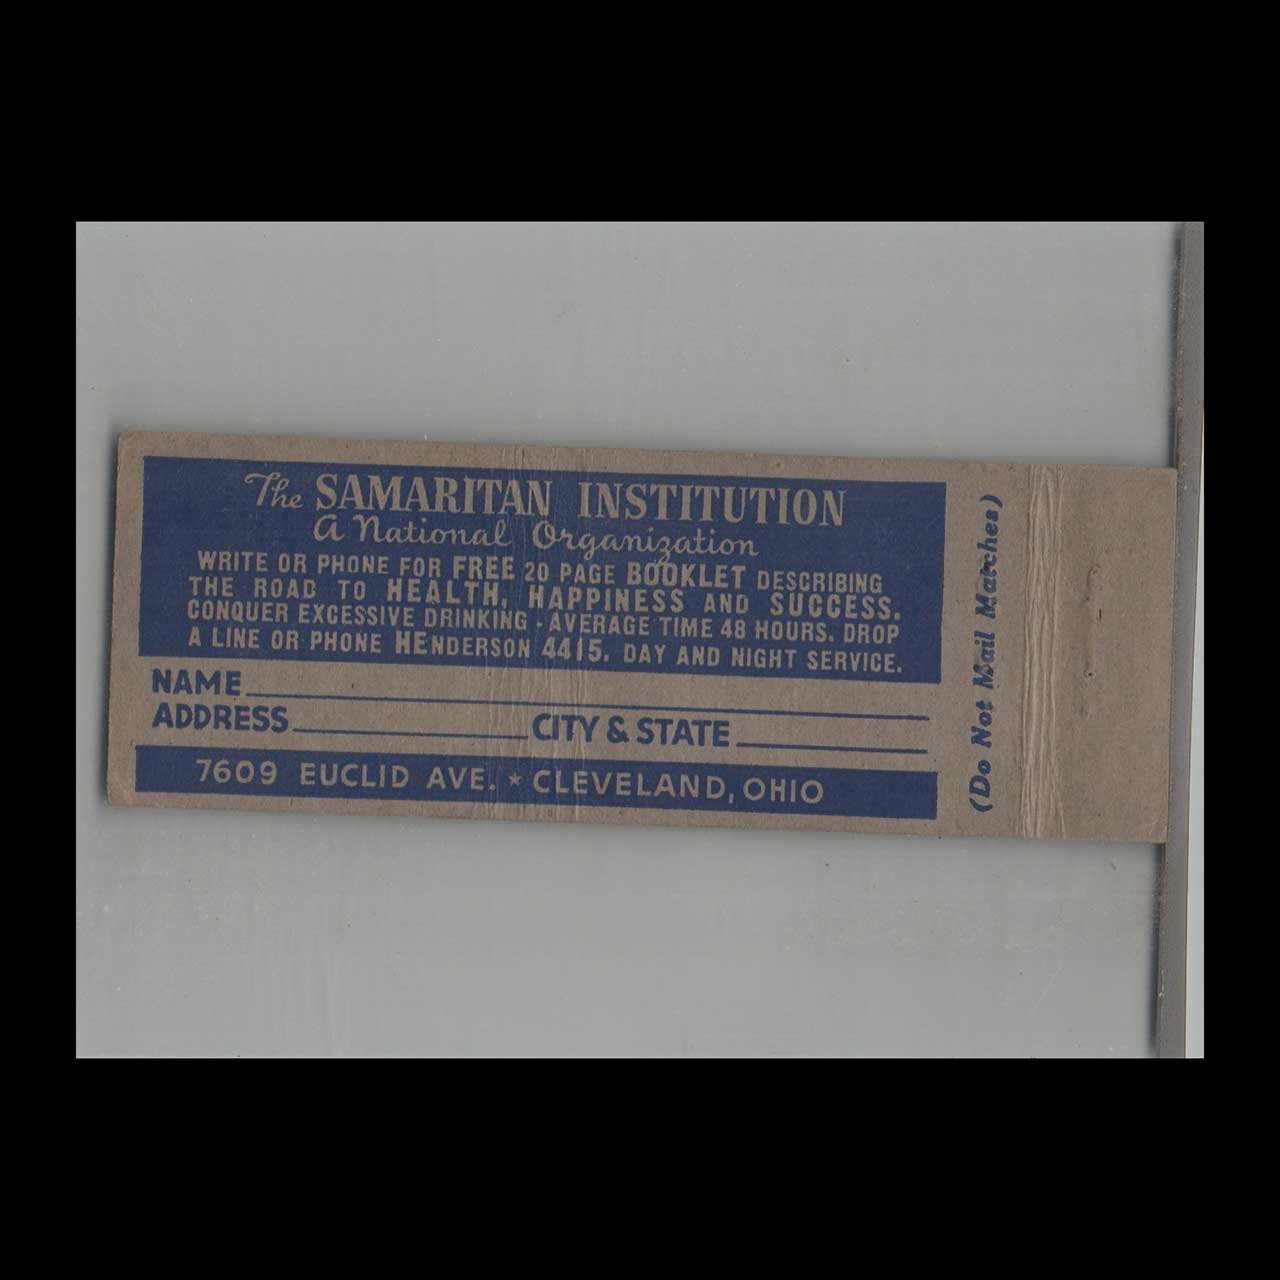 The SAMARITAN INSTITUTION
A National Organization
WRITE OR PHONE FOR FREE 20 PAGE BOOKLET DESCRIBING
THE ROAD TO HEALTH, HAPPINESS AND SUCCESS.
CONQUER EXCESSIVE DRINKING - AVERAGE TIME 48 HOURS. DROP
A LINE OR PHONE HENDERSON 4415. DAY AND NIGHT SERVICE.
NAME
ADDRESS CITY & STATE
7609 EUCLID AVE. ★ CLEVELAND, OHIO
(Do Not Mail Matches)